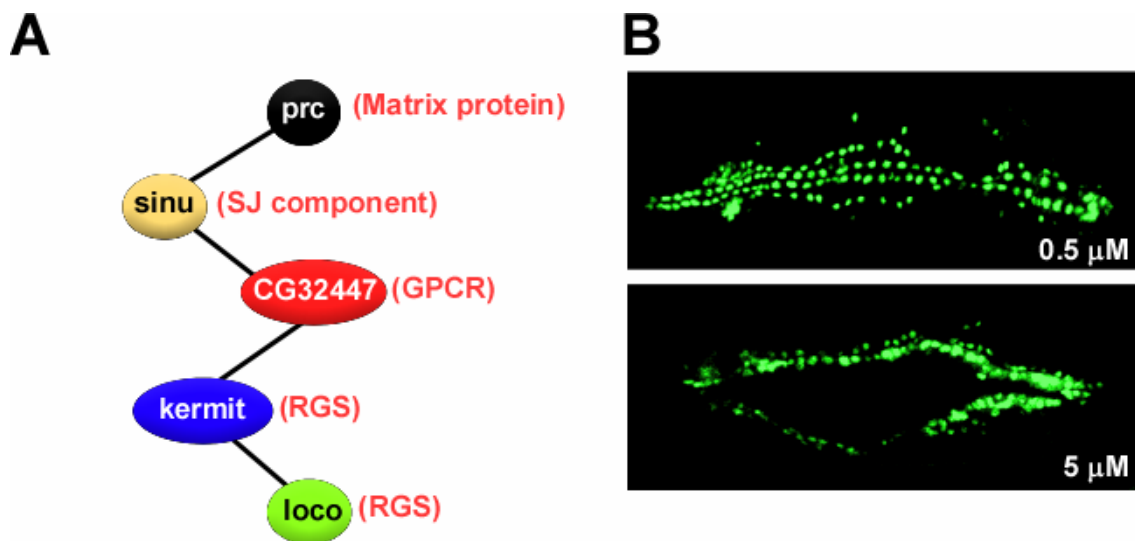 A
prc (Matrix protein)
sinu (SJ component)
CG32447 (GPCR)
kermit (RGS)
loco (RGS)
B
0.5 µM
5 µM